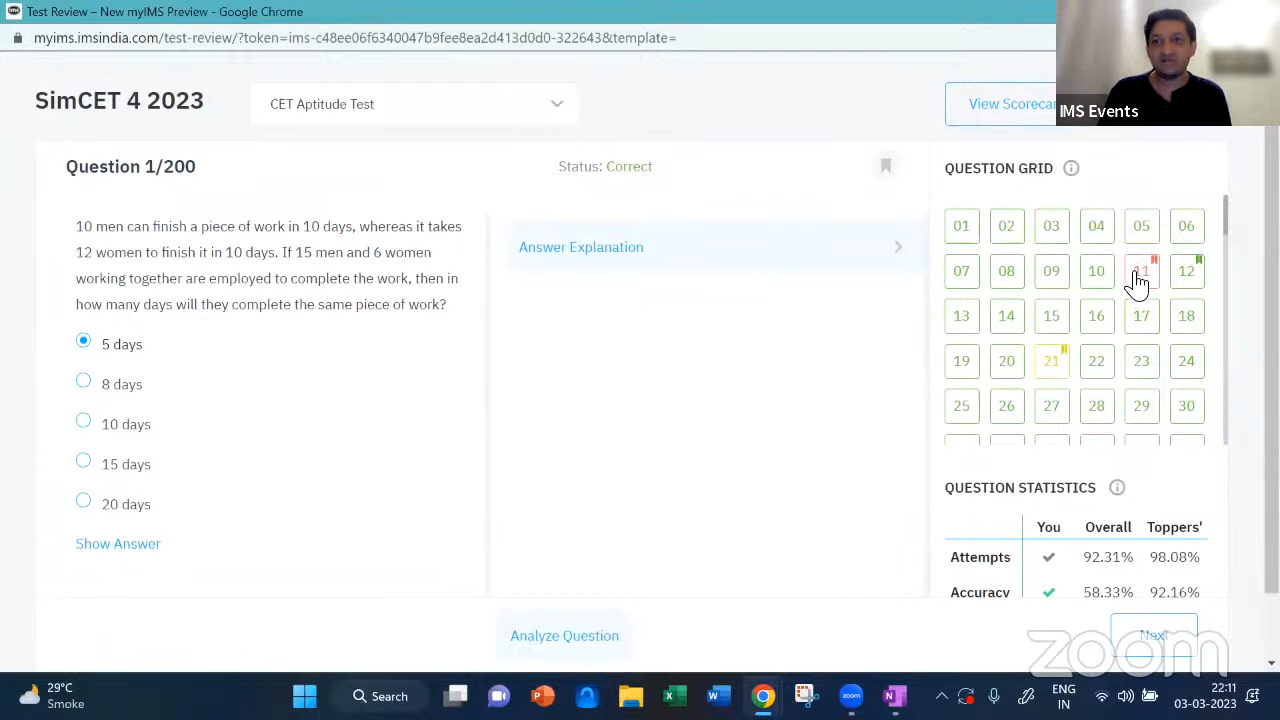 Test Review – New myIMS Preview - Google Chrome
myims.imsindia.com/test-review/?token=ims-c48ee06f6340047b9fee8ea2d413d0d0-322643&template=
IMS Events
SimCET 4 2023
CET Aptitude Test
View Scorecar
Question 1/200
Status: Correct
10 men can finish a piece of work in 10 days, whereas it takes
12 women to finish it in 10 days. If 15 men and 6 women
working together are employed to complete the work, then in
how many days will they complete the same piece of work?
5 days
8 days
10 days
15 days
20 days
Show Answer
Answer Explanation
Analyze Question
QUESTION GRID
01 02 03 04 05 06
07 08 09 10 11 12
13 14 15 16 17 18
19 20 21 22 23 24
25 26 27 28 29 30
QUESTION STATISTICS
You Overall Toppers'
Attempts 92.31% 98.08%
Accuracy 58.33% 92.16%
Next
zoom
29°C
Smoke
Search
zoom
ENG
IN
22:11
03-03-2023